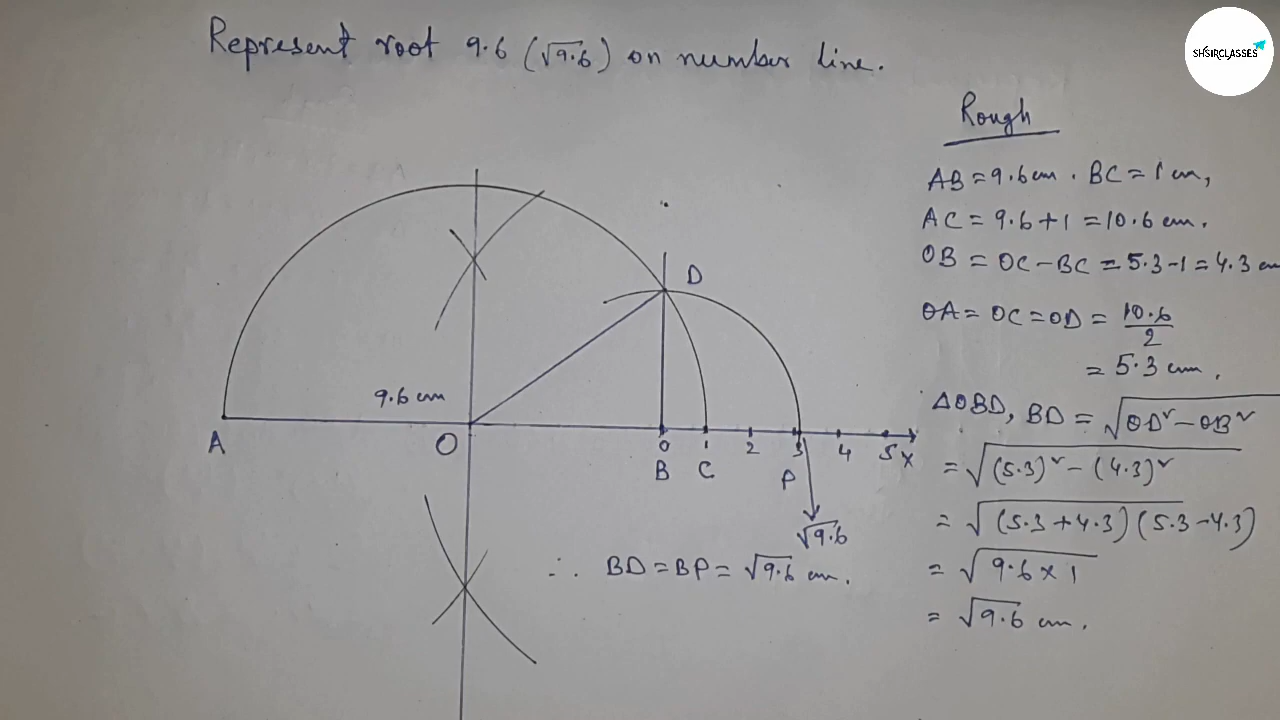 Represent root 9.6 (√9.6) on number line.
SHSIRCLASSES
Rough
AB = 9.6 cm . BC = 1 cm,
AC = 9.6 + 1 = 10.6 cm.
OB = OC - BC = 5.3 - 1 = 4.3 cm
OA = OC = OD = 10.6/2
= 5.3 cm.
ΔOBD, BD = √OD² - OB²
= √(5.3)² - (4.3)²
= √(5.3 + 4.3) (5.3 - 4.3)
= √9.6 x 1
= √9.6 cm.
D
9.6 cm
A O 0 1 2 3 4 5 X
B C P
√9.6
∴ BD = BP = √9.6 cm.